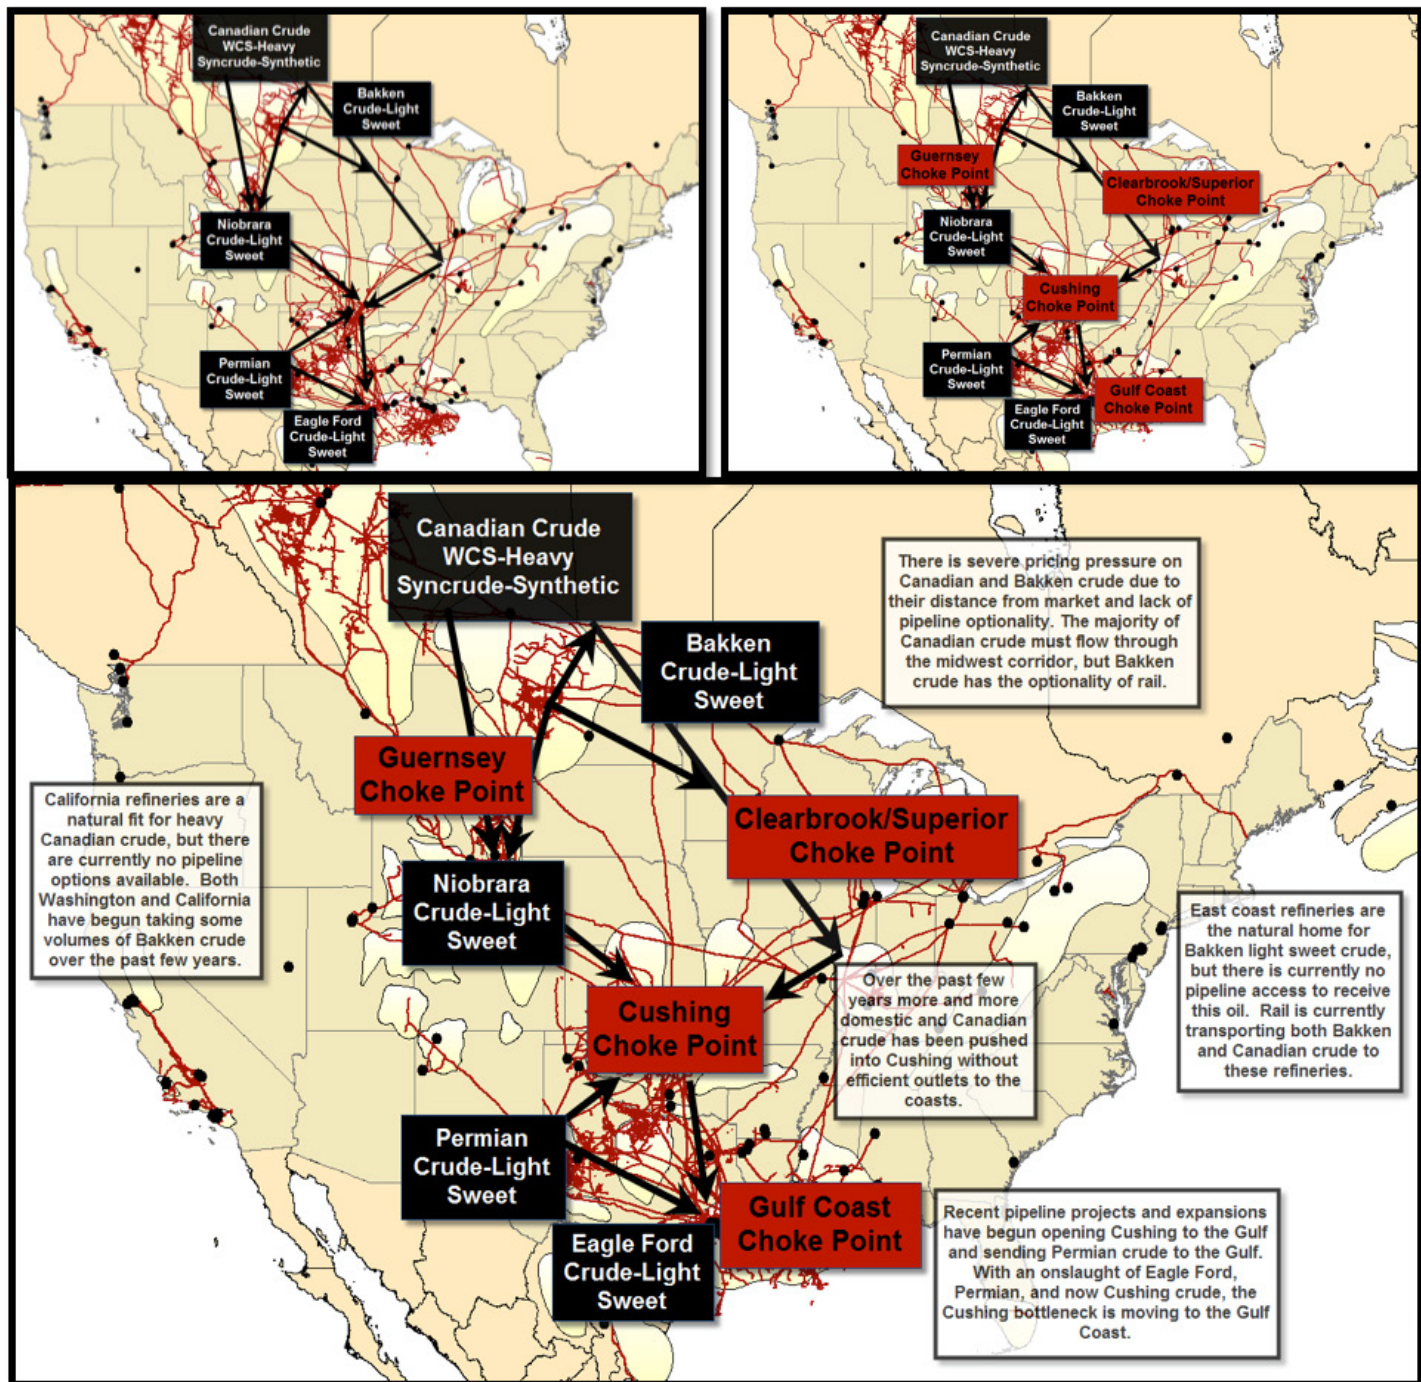 Canadian Crude
WCS-Heavy
Syncrude-Synthetic
Bakken
Crude-Light
Sweet
Niobrara
Crude-Light
Sweet
Permian
Crude-Light
Sweet
Eagle Ford
Crude-Light
Sweet
Canadian Crude
WCS-Heavy
Syncrude-Synthetic
Bakken
Crude-Light
Sweet
Guernsey
Choke Point
Clearbrook/Superior
Choke Point
Niobrara
Crude-Light
Sweet
Cushing
Choke Point
Permian
Crude-Light
Sweet
Gulf Coast
Choke Point
Eagle Ford
Crude-Light
Sweet
Canadian Crude
WCS-Heavy
Syncrude-Synthetic
There is severe pricing pressure on
Canadian and Bakken crude due to
their distance from market and lack of
pipeline optionality. The majority of
Canadian crude must flow through
the midwest corridor, but Bakken
crude has the optionality of rail.
Bakken
Crude-Light
Sweet
Guernsey
Choke Point
California refineries are a
natural fit for heavy
Canadian crude, but there
are currently no pipeline
options available. Both
Washington and California
have begun taking some
volumes of Bakken crude
over the past few years.
Clearbrook/Superior
Choke Point
Niobrara
Crude-Light
Sweet
East coast refineries are
the natural home for
Bakken light sweet crude,
but there is currently no
pipeline access to receive
this oil. Rail is currently
transporting both Bakken
and Canadian crude to
these refineries.
Over the past few
years more and more
domestic and Canadian
crude has been pushed
into Cushing without
efficient outlets to the
coasts.
Cushing
Choke Point
Permian
Crude-Light
Sweet
Gulf Coast
Choke Point
Recent pipeline projects and expansions
have begun opening Cushing to the Gulf
and sending Permian crude to the Gulf.
With an onslaught of Eagle Ford,
Permian, and now Cushing crude, the
Cushing bottleneck is moving to the Gulf
Coast.
Eagle Ford
Crude-Light
Sweet